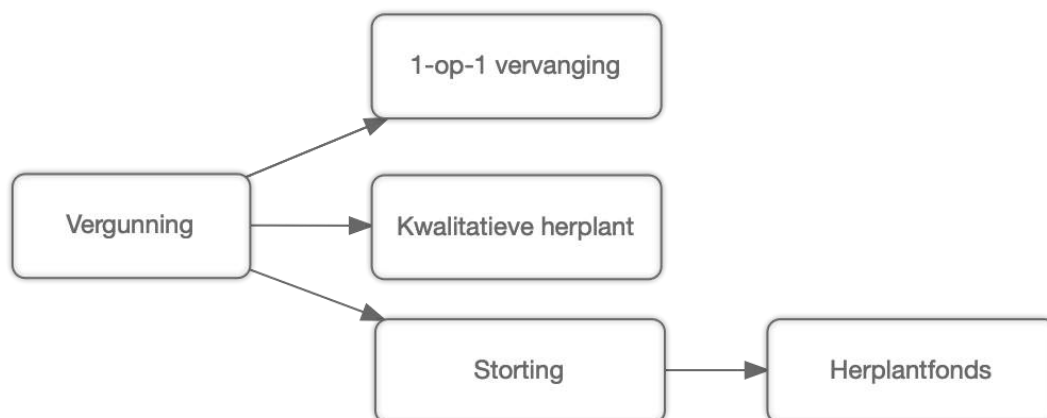 1-op-1 vervanging
Vergunning
Kwalitatieve herplant
Storting
Herplantfonds